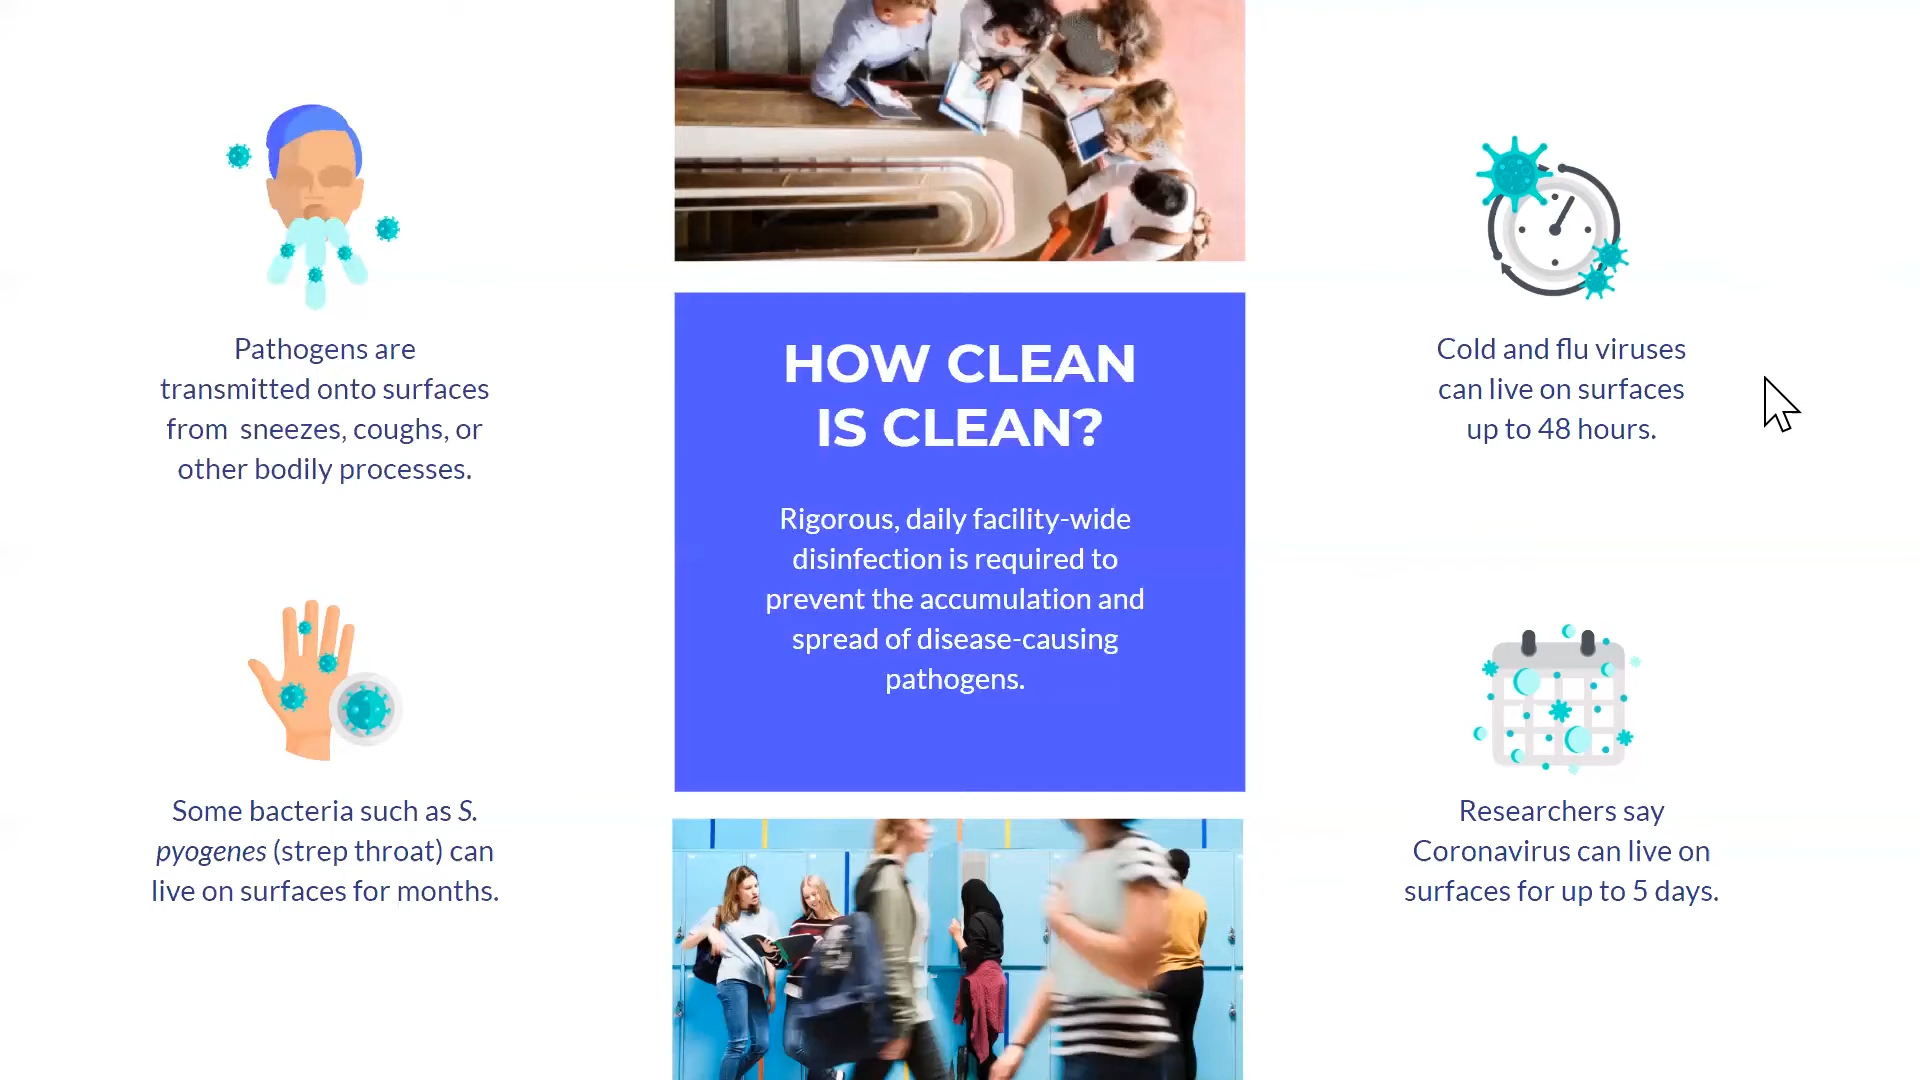 Pathogens are
transmitted onto surfaces
from  sneezes, coughs, or
other bodily processes.
Some bacteria such as S.
pyogenes (strep throat) can
live on surfaces for months.
HOW CLEAN
IS CLEAN?
Rigorous, daily facility-wide
disinfection is required to
prevent the accumulation and
spread of disease-causing
pathogens.
Cold and flu viruses
can live on surfaces
up to 48 hours.
Researchers say
Coronavirus can live on
surfaces for up to 5 days.